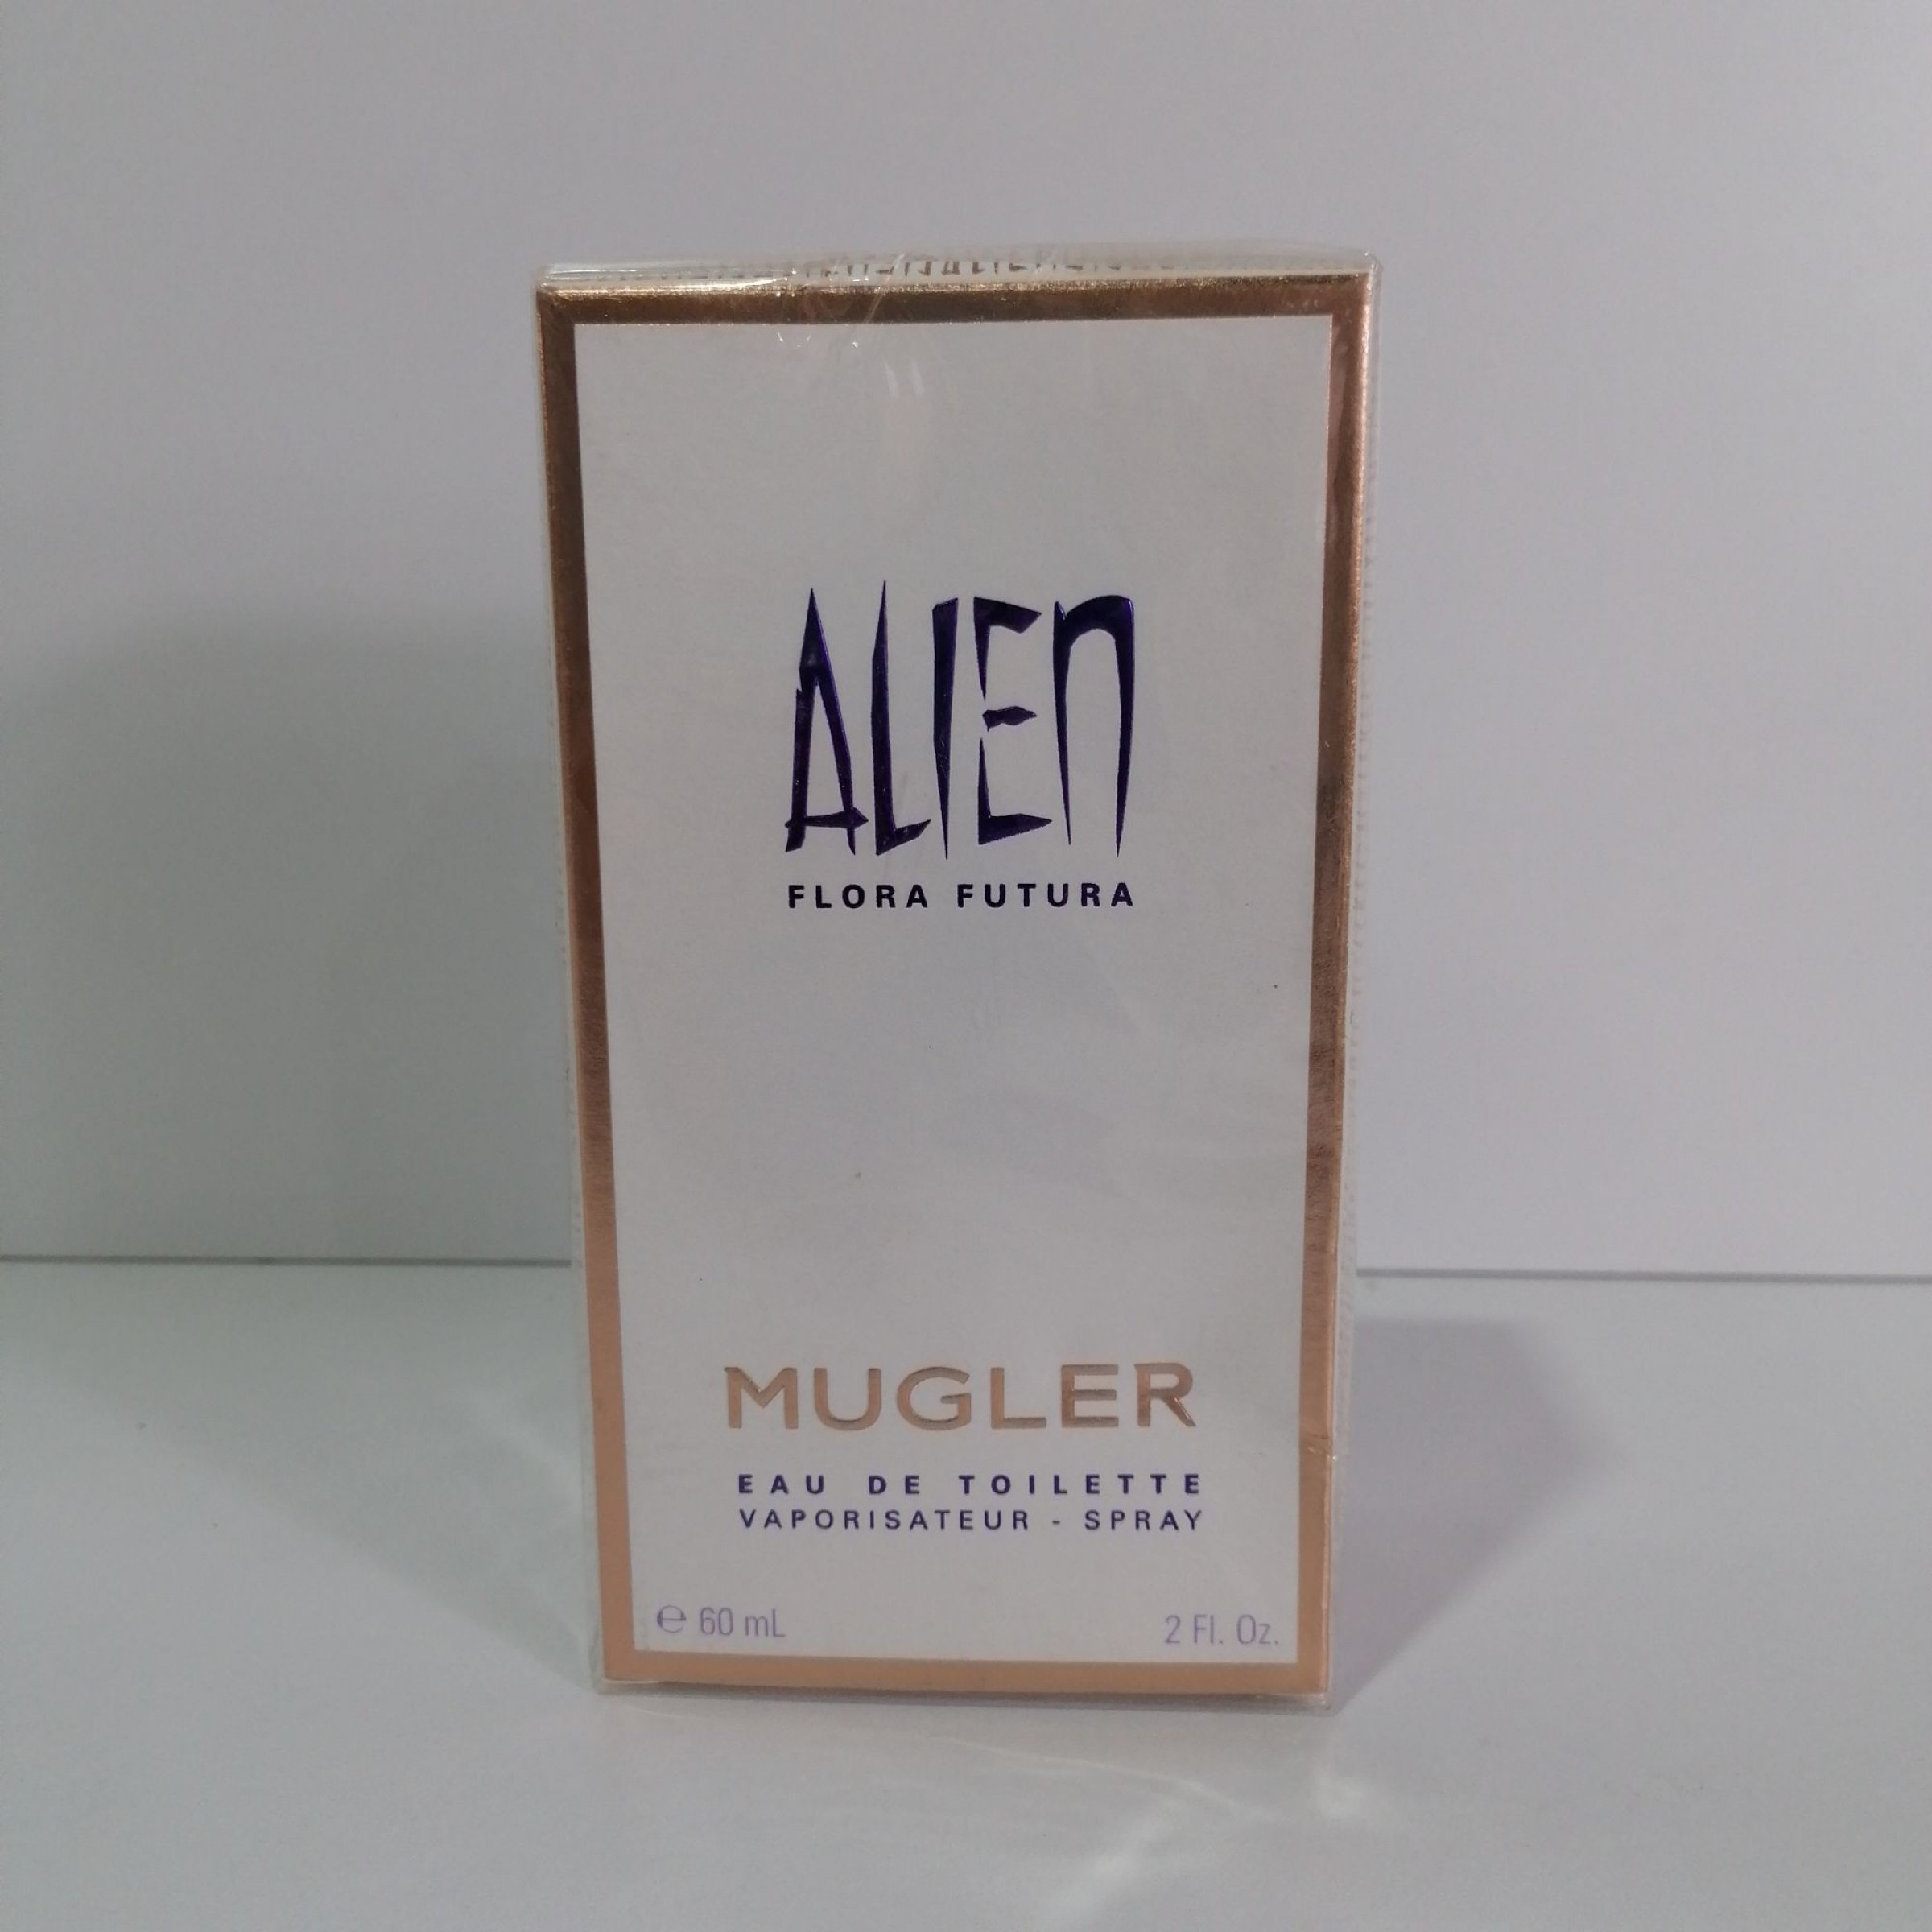 ALIEN
FLORA FUTURA
MUGLER
EAU DE TOILETTE
VAPORISATEUR - SPRAY
℮ 60 mL 2 Fl. Oz.